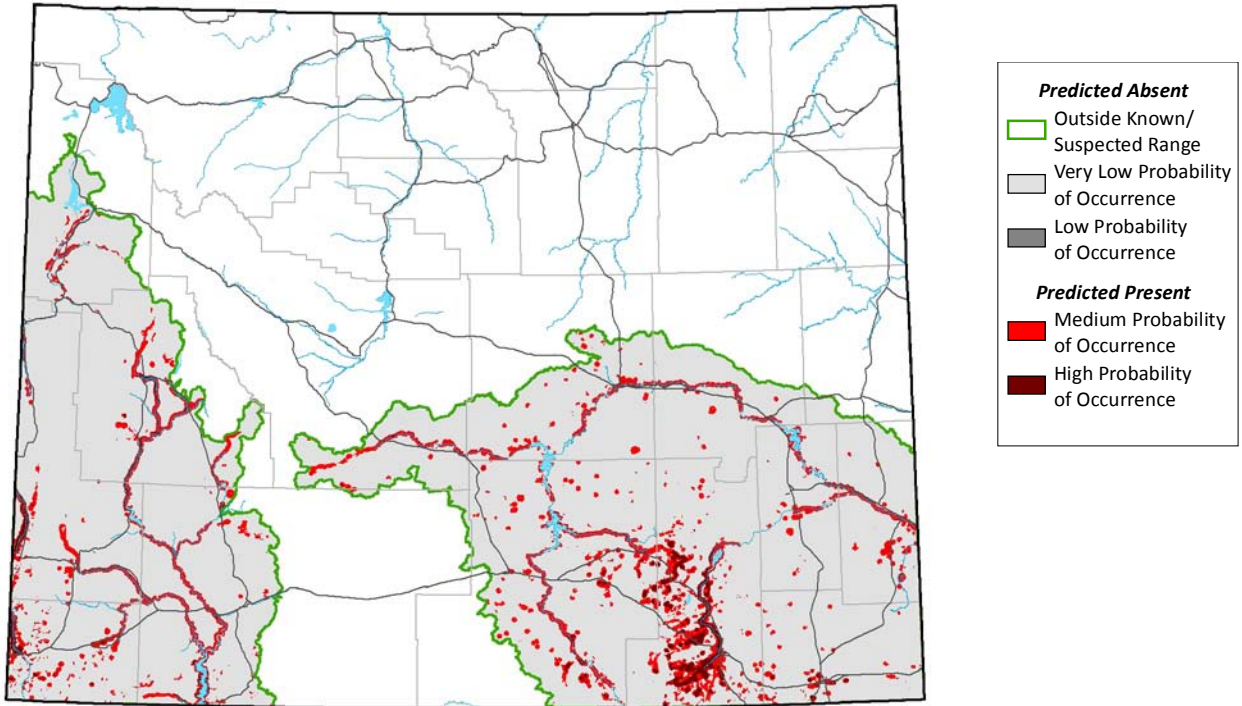 Predicted Absent
Outside Known/
Suspected Range
Very Low Probability
of Occurrence
Low Probability
of Occurrence
Predicted Present
Medium Probability
of Occurrence
High Probability
of Occurrence